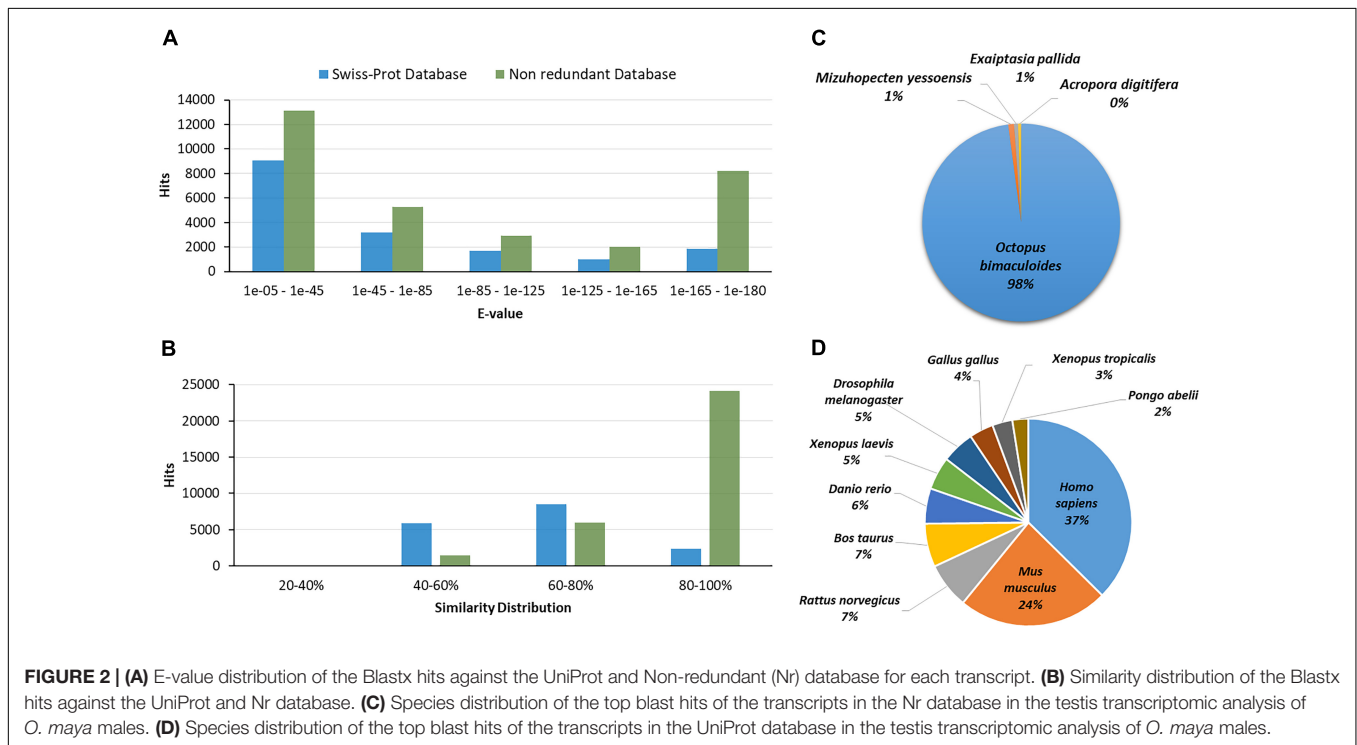 A
Swiss-Prot Database
Non redundant Database
14000
12000
10000
8000
6000
4000
2000
0
Hits
1e-05 - 1e-45
1e-45 - 1e-85
1e-85 - 1e-125
1e-125 - 1e-165
1e-165 - 1e-180
E-value
B
25000
20000
15000
10000
5000
0
Hits
20-40%
40-60%
60-80%
80-100%
Similarity Distribution
C
Exaiptasia pallida
1%
Mizuhopecten yessoensis
1%
Acropora digitifera
0%
Octopus
bimaculoides
98%
D
Gallus gallus
4%
Xenopus tropicalis
3%
Drosophila
melanogaster
5%
Pongo abelii
2%
Xenopus laevis
5%
Danio rerio
6%
Bos taurus
7%
Rattus norvegicus
7%
Homo
sapiens
37%
Mus
musculus
24%
FIGURE 2 | (A) E-value distribution of the Blastx hits against the UniProt and Non-redundant (Nr) database for each transcript. (B) Similarity distribution of the Blastx
hits against the UniProt and Nr database. (C) Species distribution of the top blast hits of the transcripts in the Nr database in the testis transcriptomic analysis of
O. maya males. (D) Species distribution of the top blast hits of the transcripts in the UniProt database in the testis transcriptomic analysis of O. maya males.